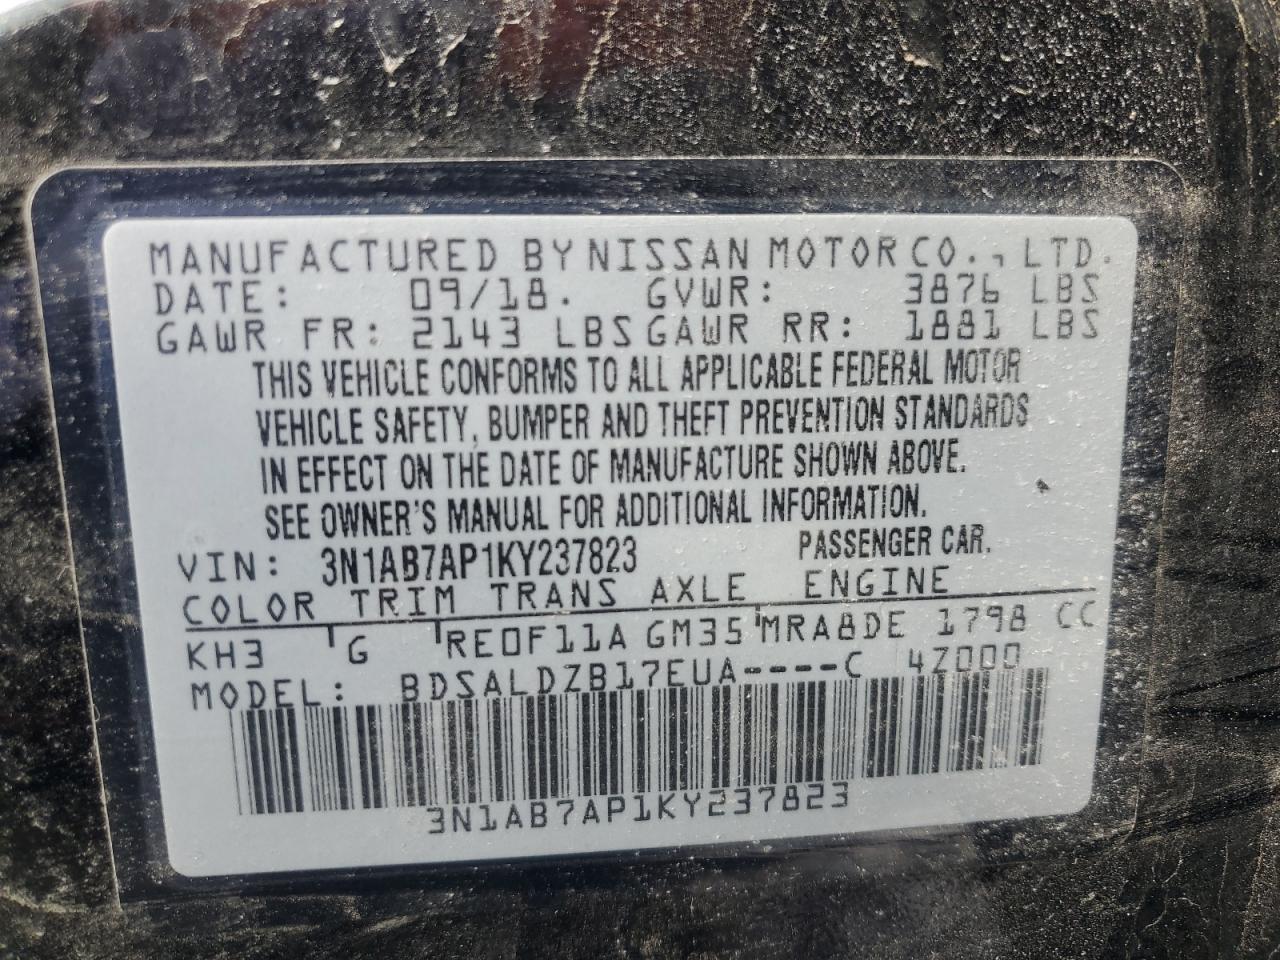 MANUFACTURED BY NISSAN MOTOR CO., LTD.
DATE: 09/18. GVWR: 3876 LBS
GAWR FR: 2143 LBS GAWR RR: 1881 LBS
THIS VEHICLE CONFORMS TO ALL APPLICABLE FEDERAL MOTOR
VEHICLE SAFETY, BUMPER AND THEFT PREVENTION STANDARDS
IN EFFECT ON THE DATE OF MANUFACTURE SHOWN ABOVE.
SEE OWNER'S MANUAL FOR ADDITIONAL INFORMATION.
VIN: 3N1AB7AP1KY237823 PASSENGER CAR.
COLOR TRIM TRANS AXLE ENGINE
KH3 G RE0F11A GM35 MRA8DE 1798 CC
MODEL: BDSALDZB17EUA----C 4Z000
3N1AB7AP1KY237823